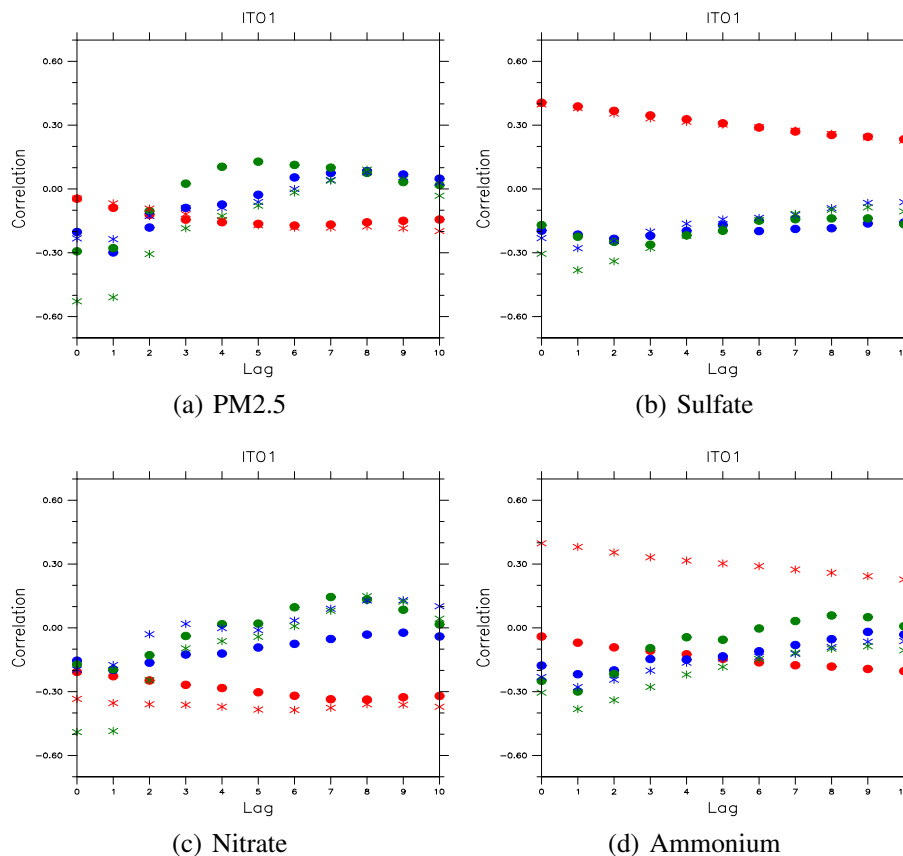 ITO1
ITO1
0.60
0.30
0.00
−0.30
−0.60
Correlation
0 1 2 3 4 5 6 7 8 9 10
Lag
0.60
0.30
0.00
−0.30
−0.60
Correlation
0 1 2 3 4 5 6 7 8 9 1
Lag
(a) PM2.5
(b) Sulfate
ITO1
ITO1
0.60
0.30
0.00
−0.30
−0.60
Correlation
0 1 2 3 4 5 6 7 8 9 10
Lag
0.60
0.30
0.00
−0.30
−0.60
Correlation
0 1 2 3 4 5 6 7 8 9 1
Lag
(c) Nitrate
(d) Ammonium